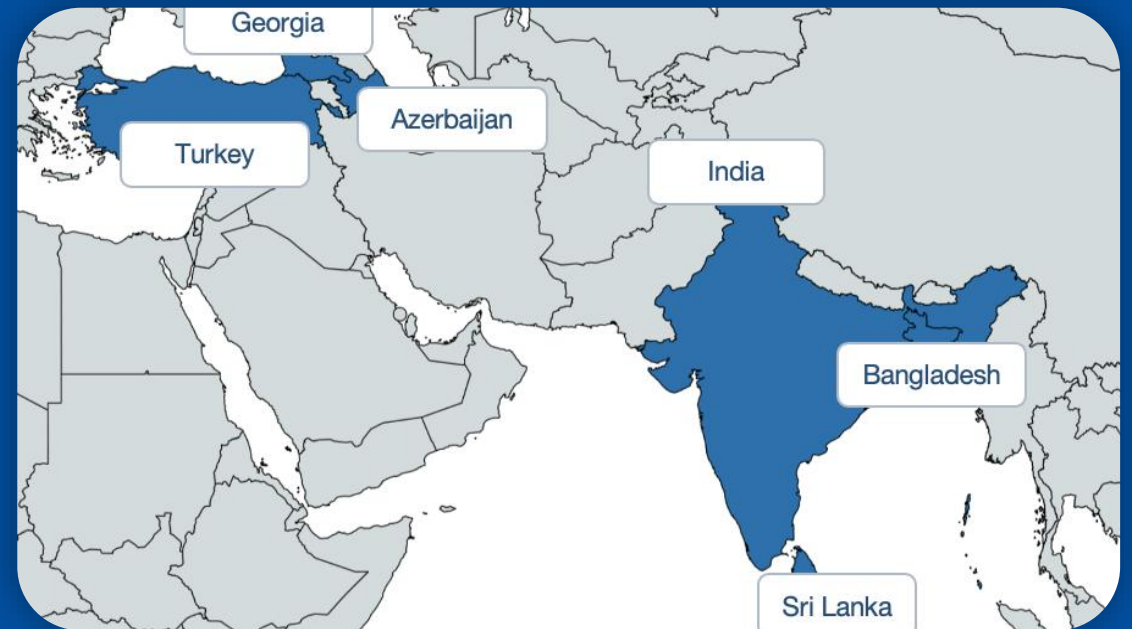 Georgia
Azerbaijan
Turkey
India
Bangladesh
Sri Lanka